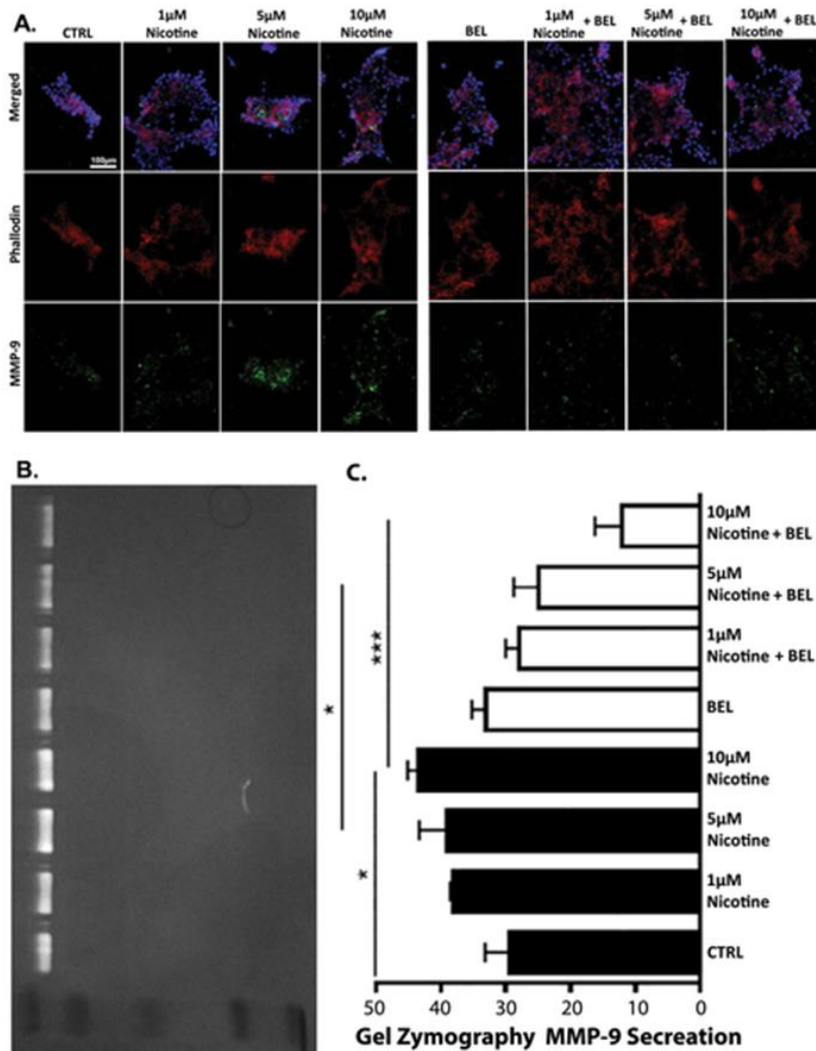 A.
CTRL
1µM
Nicotine
5µM
Nicotine
10µM
Nicotine
BEL
1µM + BEL
Nicotine
5µM + BEL
Nicotine
10µM + BEL
Nicotine
Merged
100µm
Phallodin
MMP-9
B.
C.
10µM
Nicotine + BEL
5µM
Nicotine + BEL
1µM
Nicotine + BEL
BEL
10µM
Nicotine
5µM
Nicotine
1µM
Nicotine
CTRL
***
*
*
50 40 30 20 10 0
Gel Zymography MMP-9 Secreation